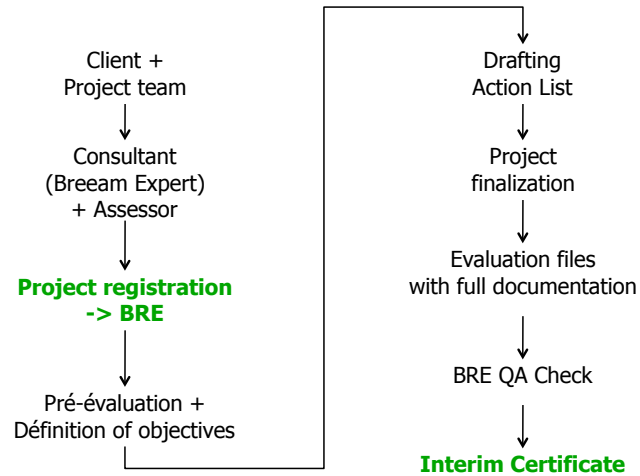 Client +
Project team
Consultant
(Breeam Expert)
+ Assessor
Project registration
-> BRE
Pré-évaluation +
Définition of objectives
Drafting
Action List
Project
finalization
Evaluation files
with full documentation
BRE QA Check
Interim Certificate